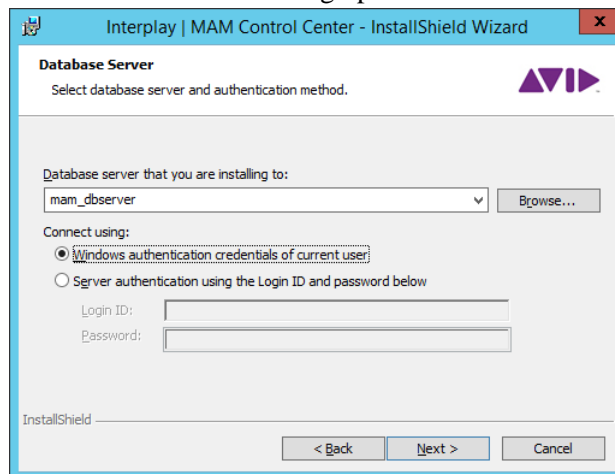 Interplay | MAM Control Center - InstallShield Wizard
x
Database Server
Select database server and authentication method.
AVID
Database server that you are installing to:
mam_dbserver
Browse...
Connect using:
Windows authentication credentials of current user
Server authentication using the Login ID and password below
Login ID:
Password:
InstallShield
< Back
Next >
Cancel